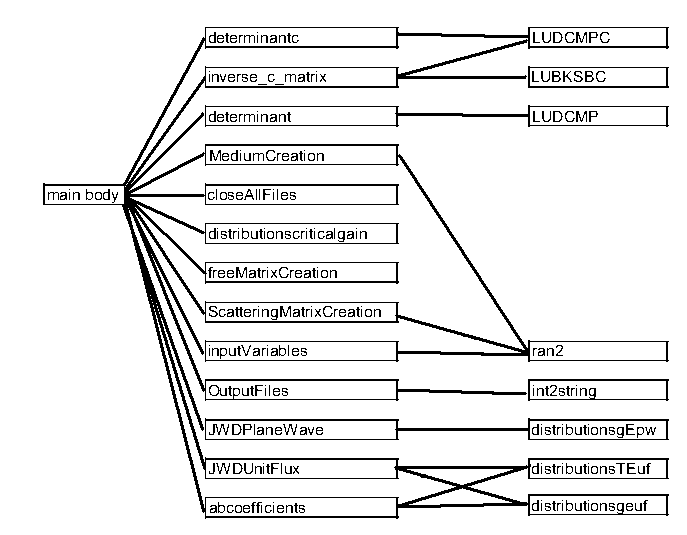 determinantc
LUDCMPC
inverse_c_matrix
LUBKSBC
determinant
LUDCMP
MediumCreation
main body
closeAllFiles
distributionscriticalgain
freeMatrixCreation
ScatteringMatrixCreation
inputVariables
ran2
OutputFiles
int2string
JWDPlaneWave
distributionsgEpw
JWDUnitFlux
distributionsTEuf
abcoefficients
distributionsgeuf